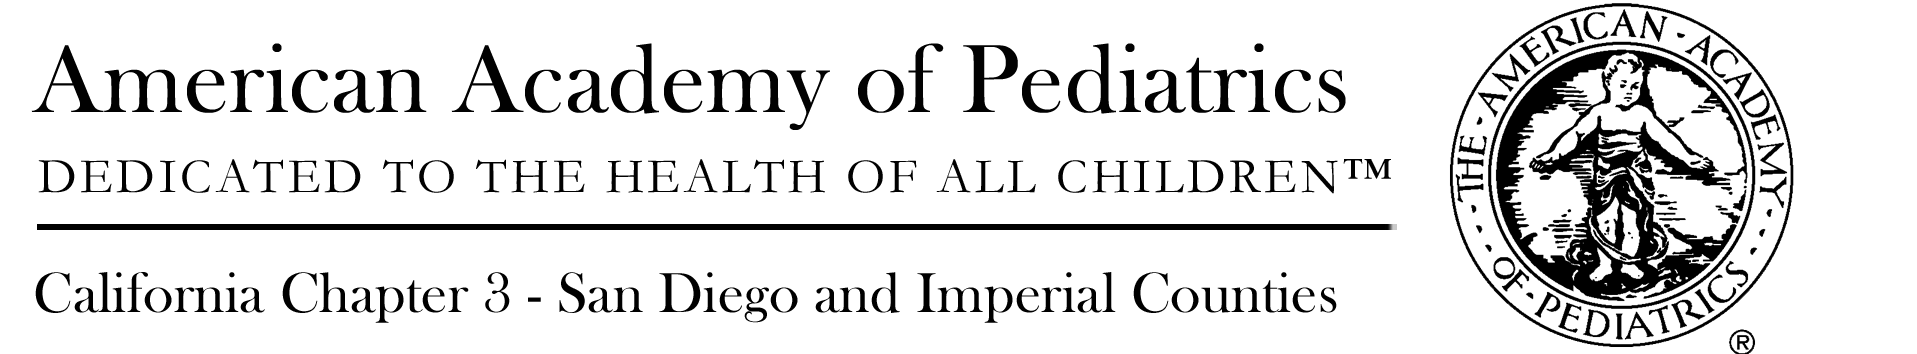 American Academy of Pediatrics
DEDICATED TO THE HEALTH OF ALL CHILDREN™
California Chapter 3 - San Diego and Imperial Counties
· THE · AMERICAN · ACADEMY · OF · PEDIATRICS
®